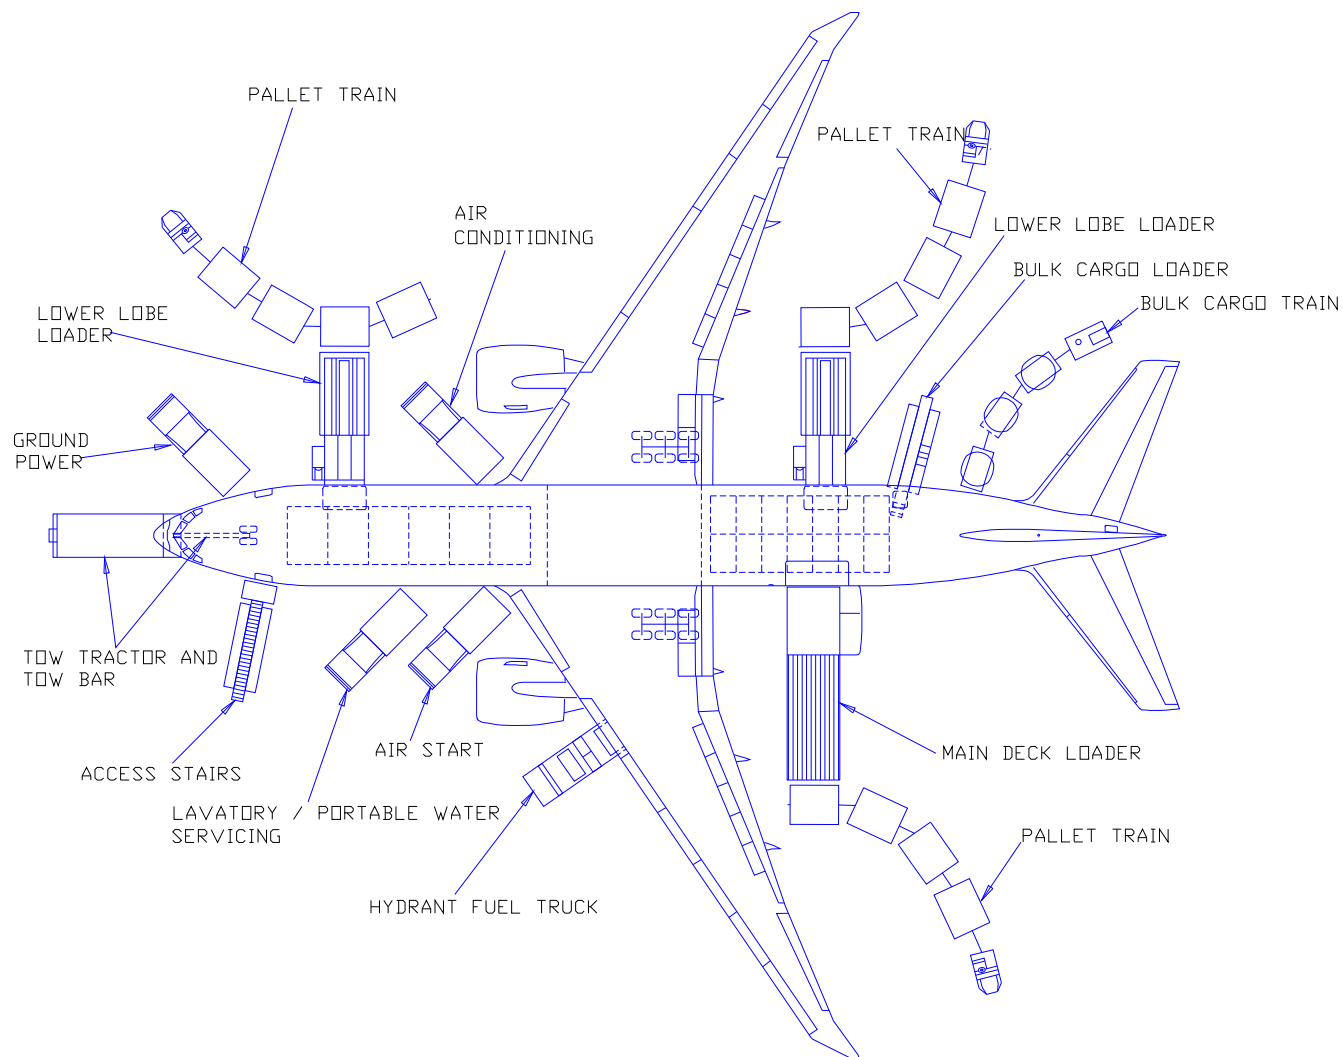 PALLET TRAIN
PALLET TRAIN
AIR
CONDITIONING
LOWER LOBE LOADER
BULK CARGO LOADER
BULK CARGO TRAIN
LOWER LOBE
LOADER
GROUND
POWER
TOW TRACTOR AND
TOW BAR
AIR START
MAIN DECK LOADER
ACCESS STAIRS
LAVATORY / PORTABLE WATER
SERVICING
PALLET TRAIN
HYDRANT FUEL TRUCK